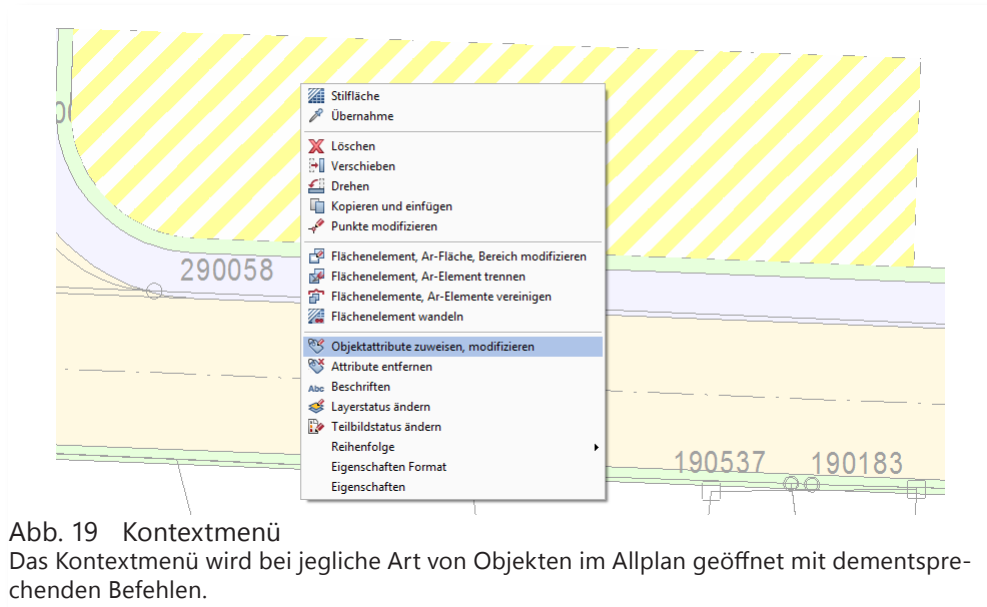 Stilfläche
Übernahme
Löschen
Verschieben
Drehen
Kopieren und einfügen
Punkte modifizieren
Flächenelement, Ar-Fläche, Bereich modifizieren
Flächenelement, Ar-Element trennen
Flächenelemente, Ar-Elemente vereinigen
Flächenelement wandeln
Objektattribute zuweisen, modifizieren
Attribute entfernen
Abc Beschriften
Layerstatus ändern
Teilbildstatus ändern
Reihenfolge
Eigenschaften Format
Eigenschaften
290058
190537 190183
Abb. 19 Kontextmenü
Das Kontextmenü wird bei jegliche Art von Objekten im Allplan geöffnet mit dementspre-
chenden Befehlen.